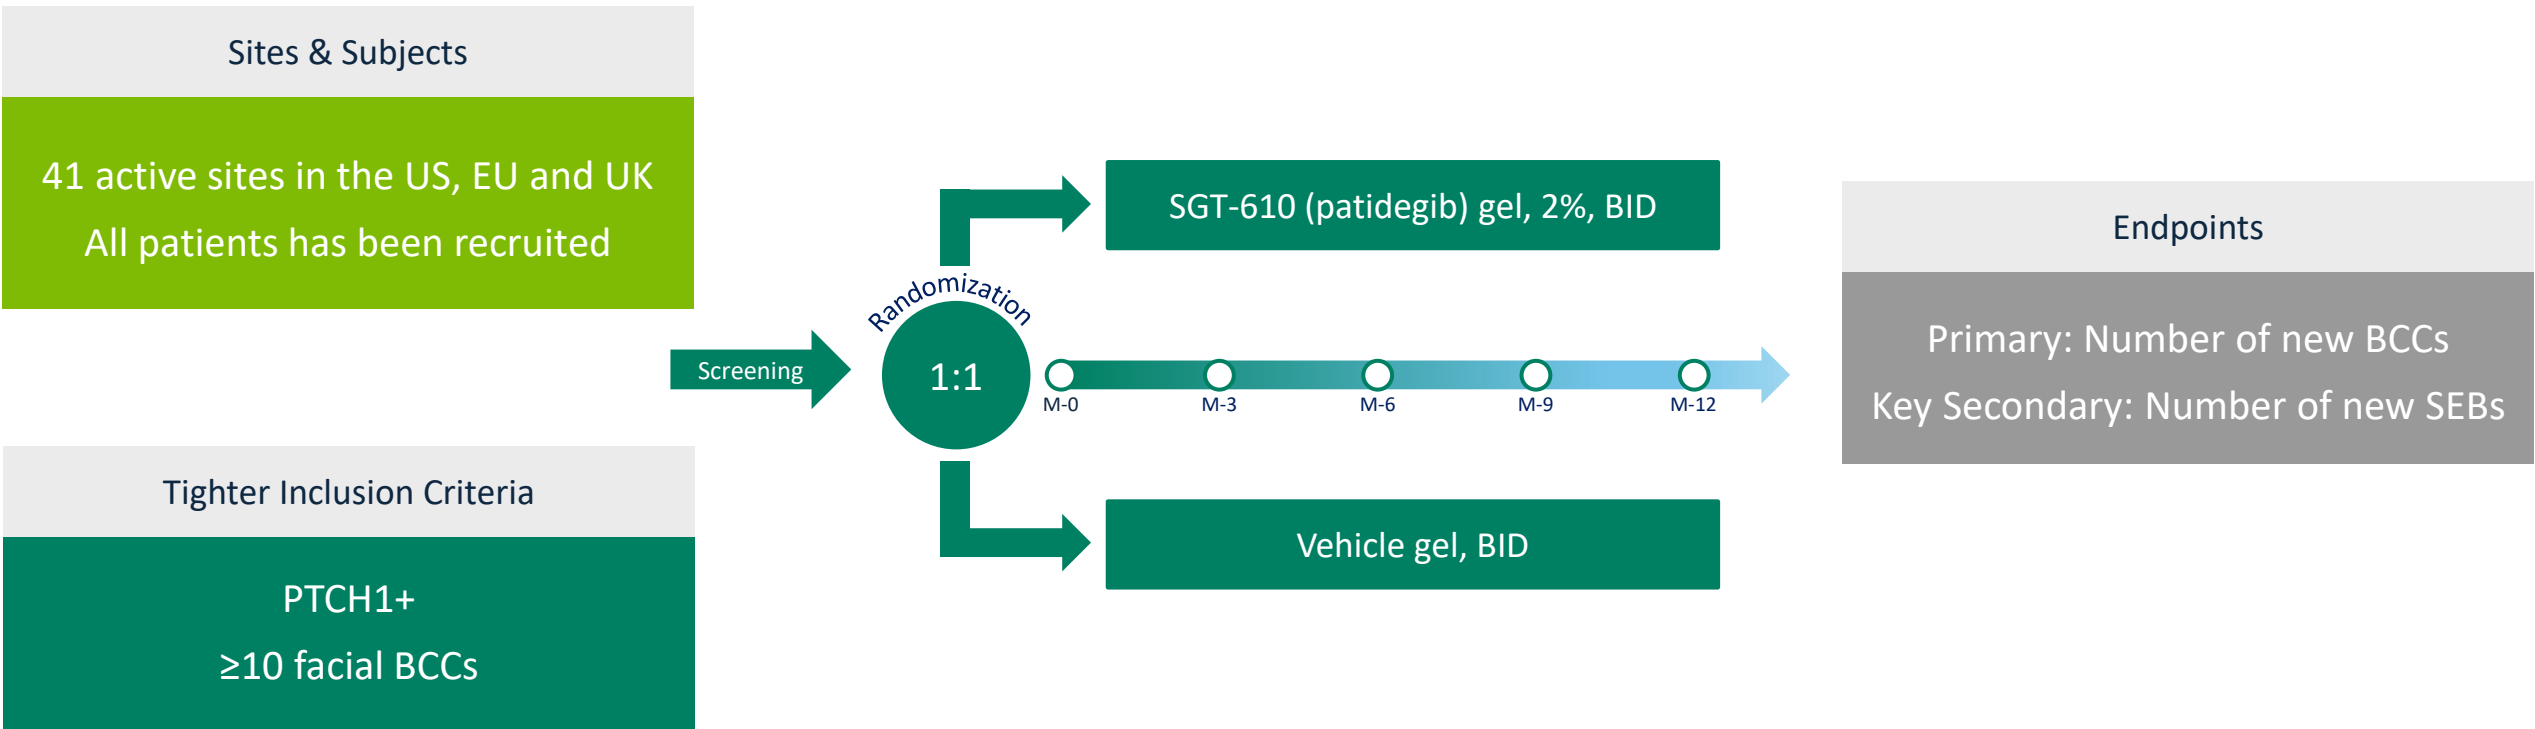 Sites & Subjects
41 active sites in the US, EU and UK
All patients has been recruited
Tighter Inclusion Criteria
PTCH1+
≥10 facial BCCs
Screening
Randomization
1:1
SGT-610 (patidegib) gel, 2%, BID
M-0
M-3
M-6
M-9
M-12
Vehicle gel, BID
Endpoints
Primary: Number of new BCCs
Key Secondary: Number of new SEBs